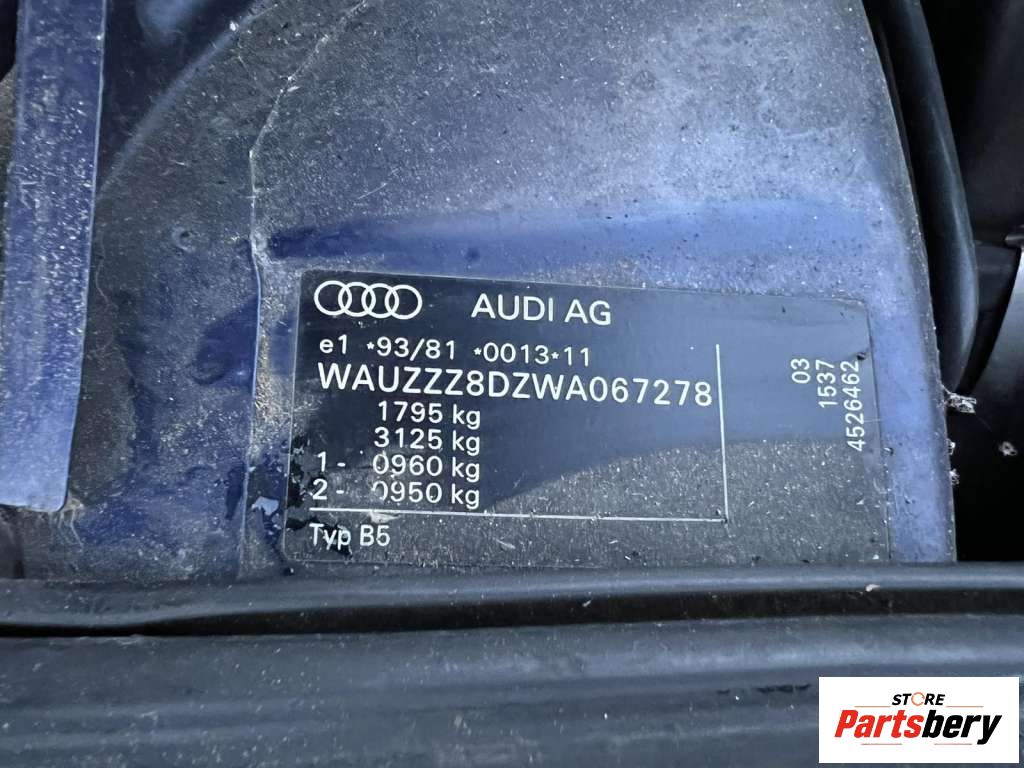 AUDI AG
e1 *93/81 *0013*11
WAUZZZ8DZWA067278
1795 kg
3125 kg
1- 0960 kg
2- 0950 kg
Typ B5
03
1537
4526462
STORE
Partsbery